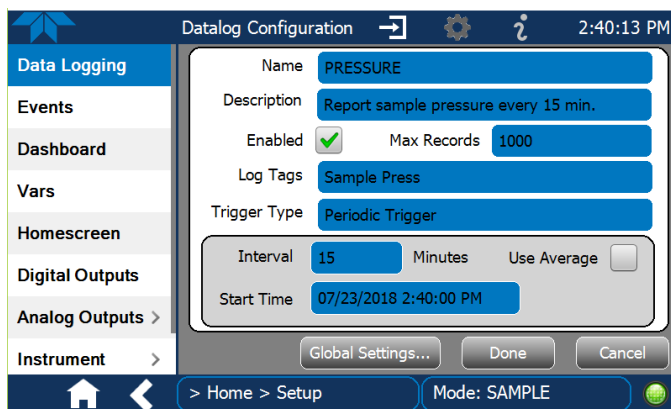 Datalog Configuration
2:40:13 PM
Data Logging
Events
Dashboard
Vars
Homescreen
Digital Outputs
Analog Outputs >
Instrument >
Name PRESSURE
Description Report sample pressure every 15 min.
Enabled Max Records 1000
Log Tags Sample Press
Trigger Type Periodic Trigger
Interval 15 Minutes Use Average
Start Time 07/23/2018 2:40:00 PM
Global Settings... Done Cancel
> Home > Setup Mode: SAMPLE